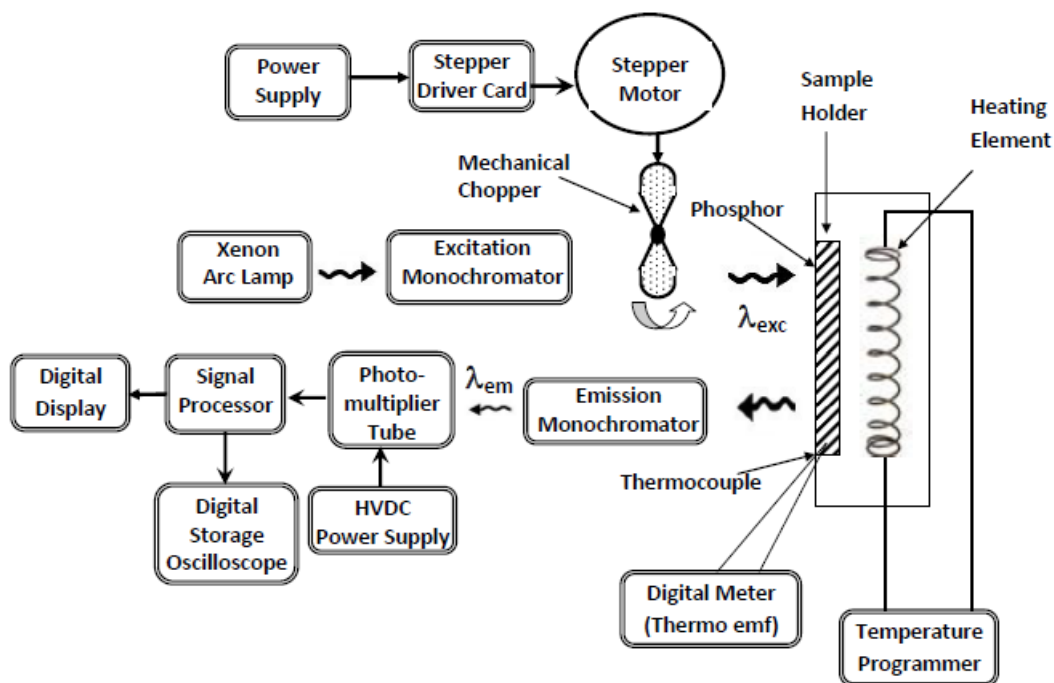 Power
Supply
Stepper
Driver Card
Stepper
Motor
Sample
Holder
Heating
Element
Mechanical
Chopper
Phosphor
Xenon
Arc Lamp
Excitation
Monochromator
λexc
Digital
Display
Signal
Processor
Photo-
multiplier
Tube
λem
Emission
Monochromator
Thermocouple
Digital
Storage
Oscilloscope
HVDC
Power Supply
Digital Meter
(Thermo emf)
Temperature
Programmer